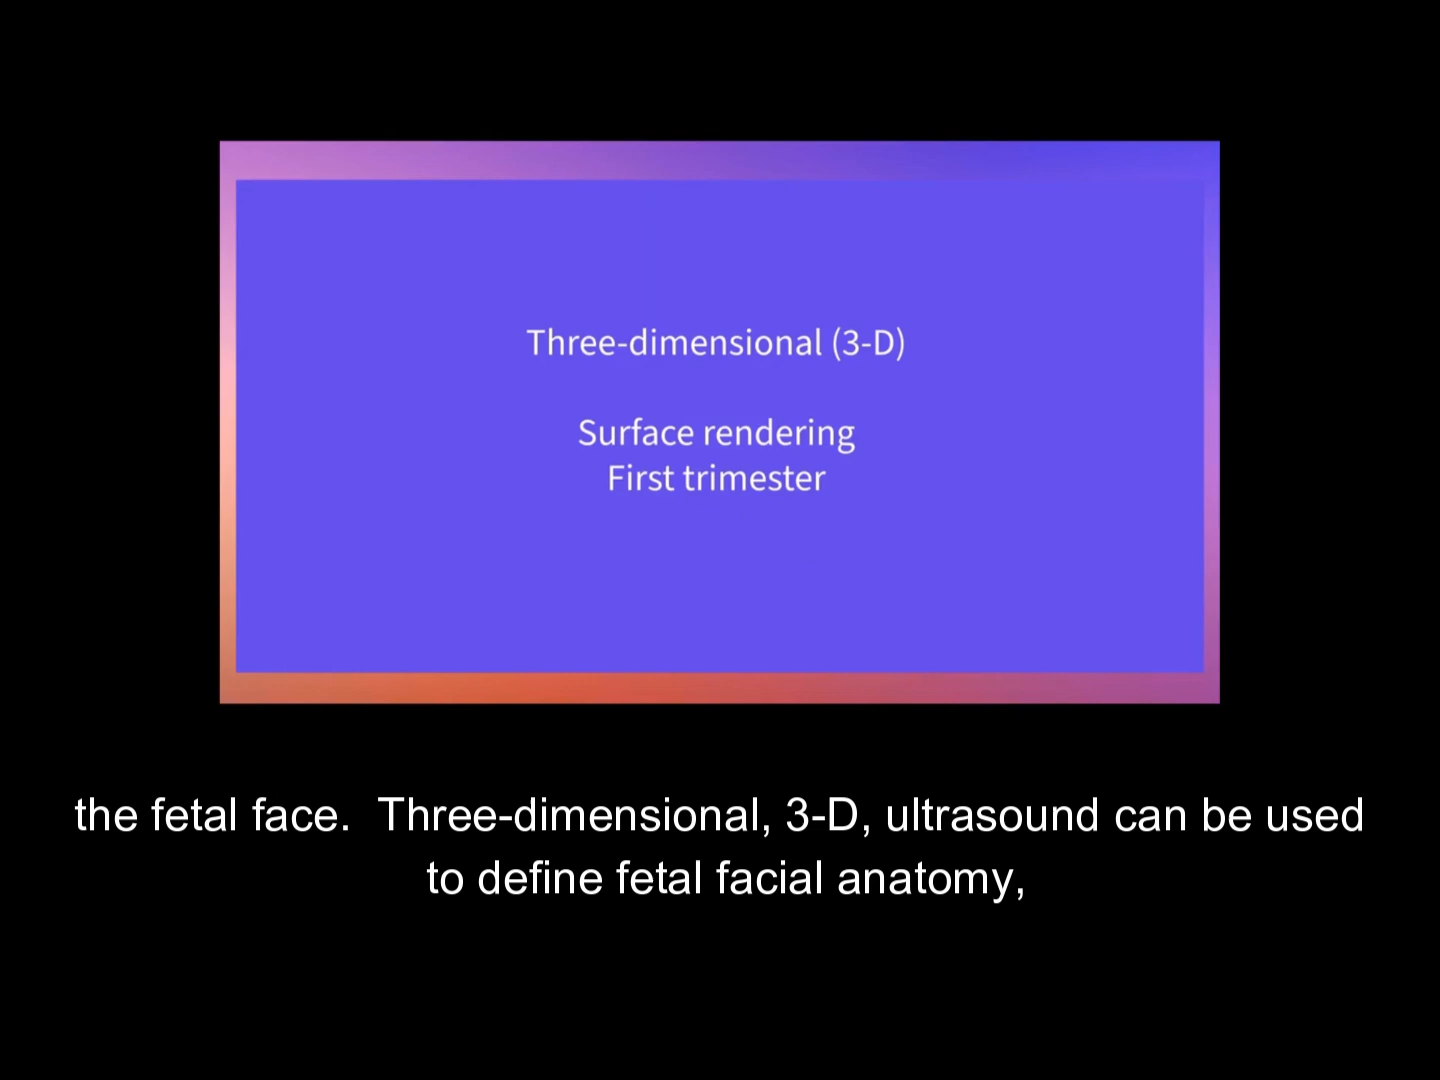 Three-dimensional (3-D)
Surface rendering
First trimester
the fetal face.  Three-dimensional, 3-D, ultrasound can be used
to define fetal facial anatomy,